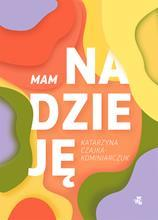 MAM NA
DZIE
JĘ
KATARZYNA
CZAJKA-
KOMINIARCZUK